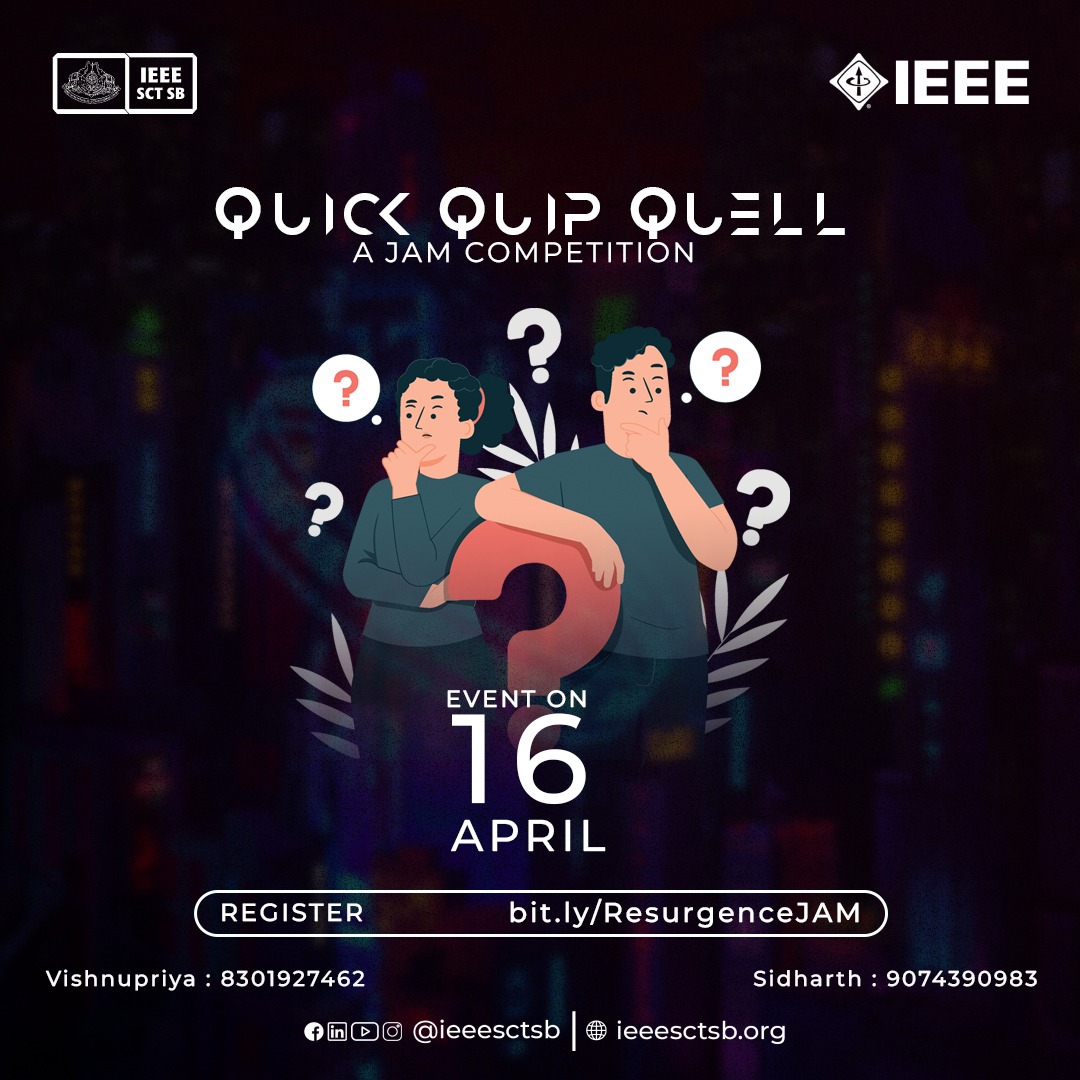 IEEE
SCT SB
IEEE
QUICK QUIP QUELL
A JAM COMPETITION
?
?
?
?
?
?
EVENT ON
16
APRIL
REGISTER bit.ly/ResurgenceJAM
Vishnupriya : 8301927462 Sidharth : 9074390983
@ieeesctsb | ieeesctsb.org